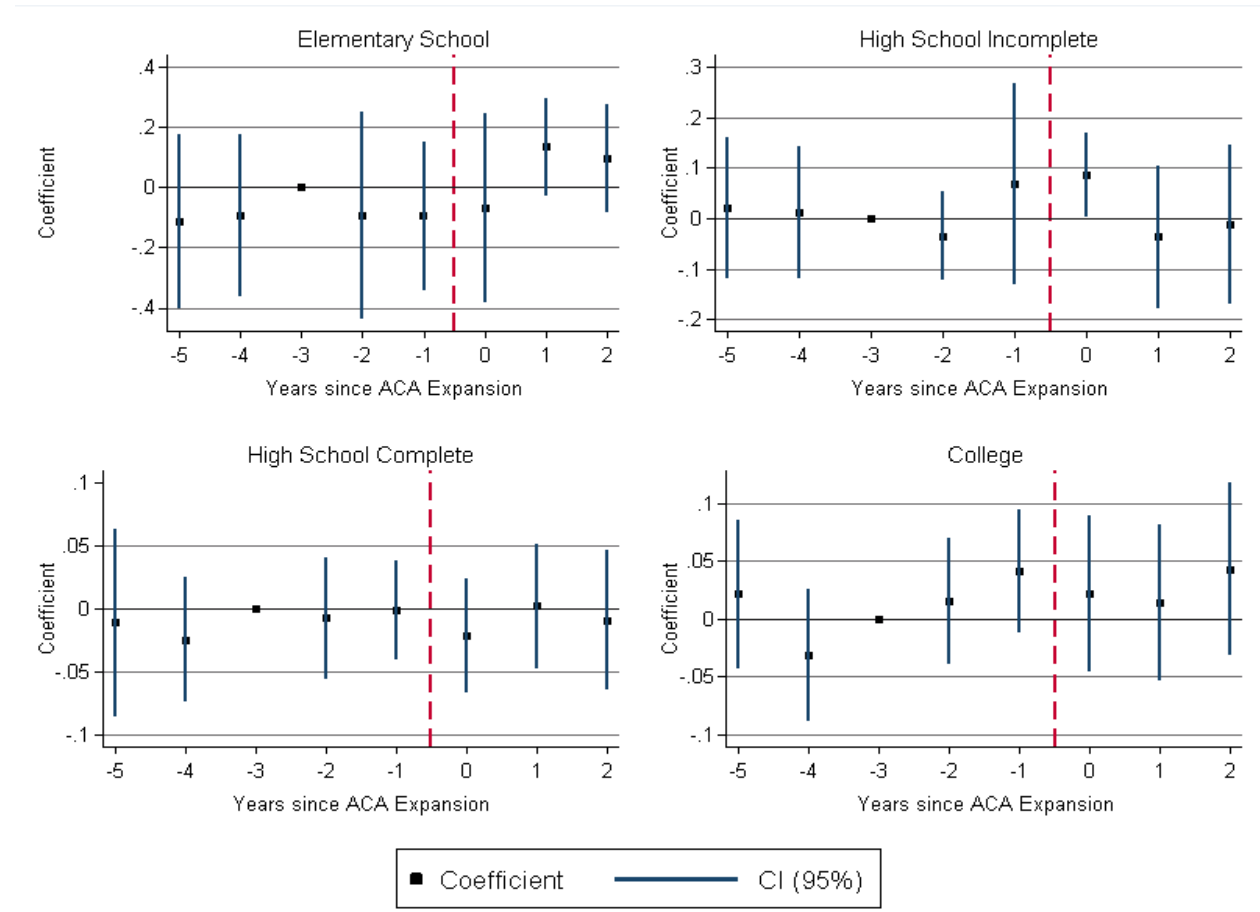 Elementary School
Coefficient
.4
.2
0
-.2
-.4
-5 -4 -3 -2 -1 0 1 2
Years since ACA Expansion
High School Incomplete
Coefficient
.3
.2
.1
0
-.1
-.2
-5 -4 -3 -2 -1 0 1 2
Years since ACA Expansion
High School Complete
Coefficient
.1
.05
0
-.05
-.1
-5 -4 -3 -2 -1 0 1 2
Years since ACA Expansion
College
Coefficient
.1
.05
0
-.05
-.1
-5 -4 -3 -2 -1 0 1 2
Years since ACA Expansion
Coefficient CI (95%)